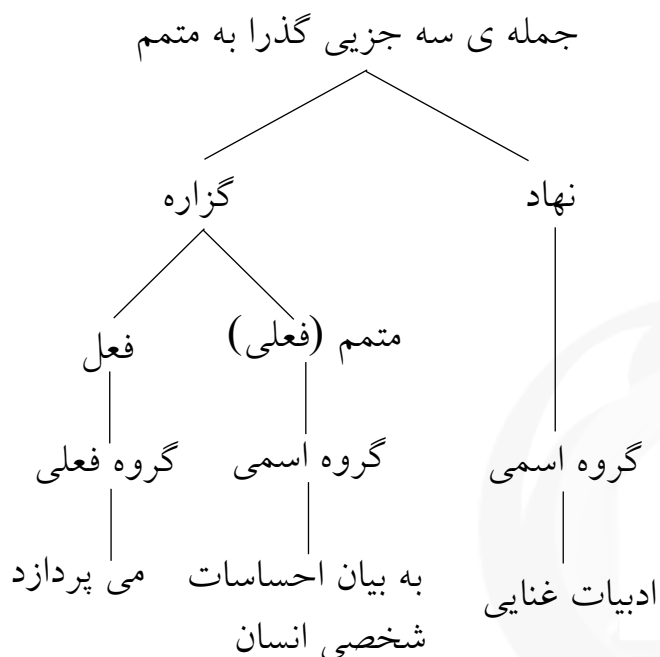 جمله ی سه جزیی گذرا به متمم
نهاد
گزاره
متمم (فعلی)
فعل
گروه اسمی
گروه اسمی
گروه فعلی
ادبیات غنایی
به بیان احساسات
شخصی انسان
می پردازد